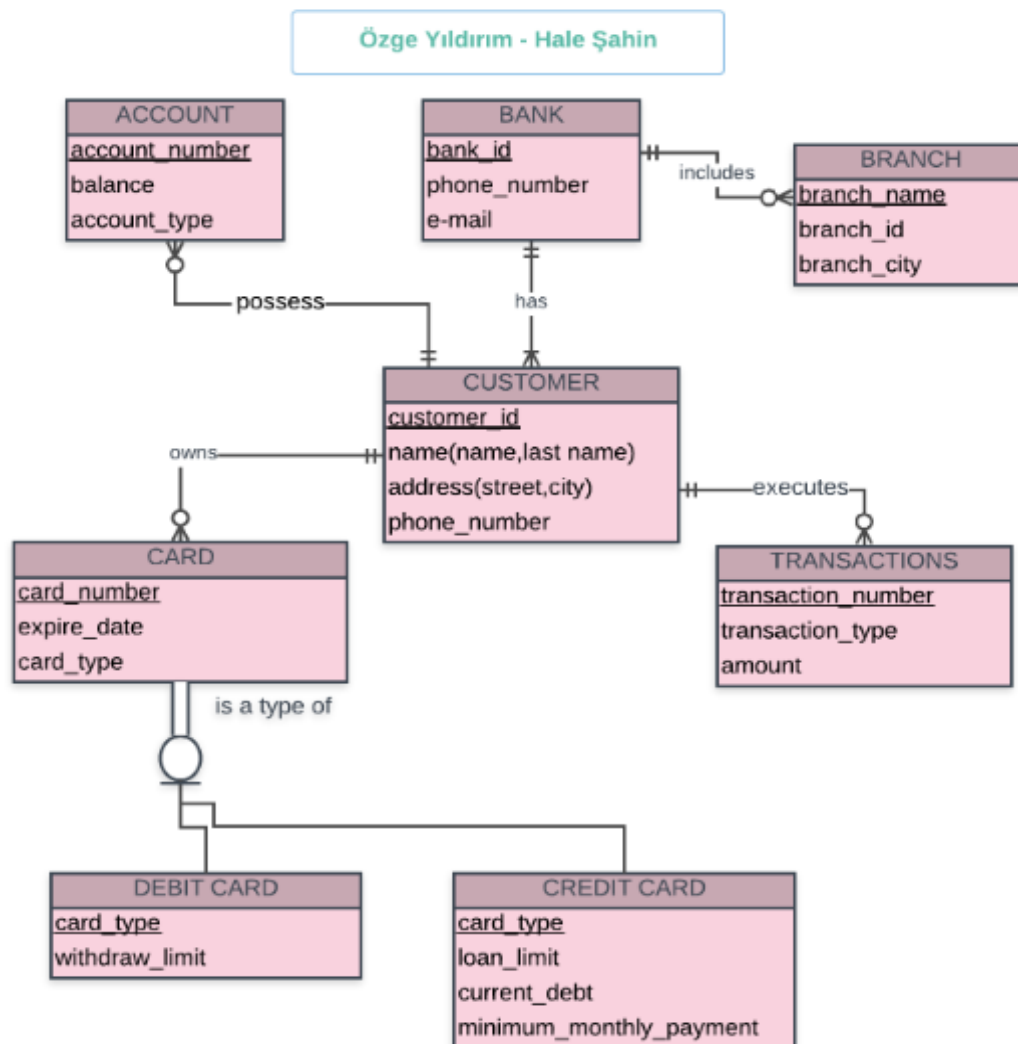 Özge Yıldırım - Hale Şahin
ACCOUNT
account_number
balance
account_type
BANK
bank_id
phone_number
e-mail
includes
BRANCH
branch_name
branch_id
branch_city
possess
has
CUSTOMER
customer_id
name(name,last name)
address(street,city)
phone_number
owns
executes
CARD
card_number
expire_date
card_type
TRANSACTIONS
transaction_number
transaction_type
amount
is a type of
DEBIT CARD
card_type
withdraw_limit
CREDIT CARD
card_type
loan_limit
current_debt
minimum_monthly_payment